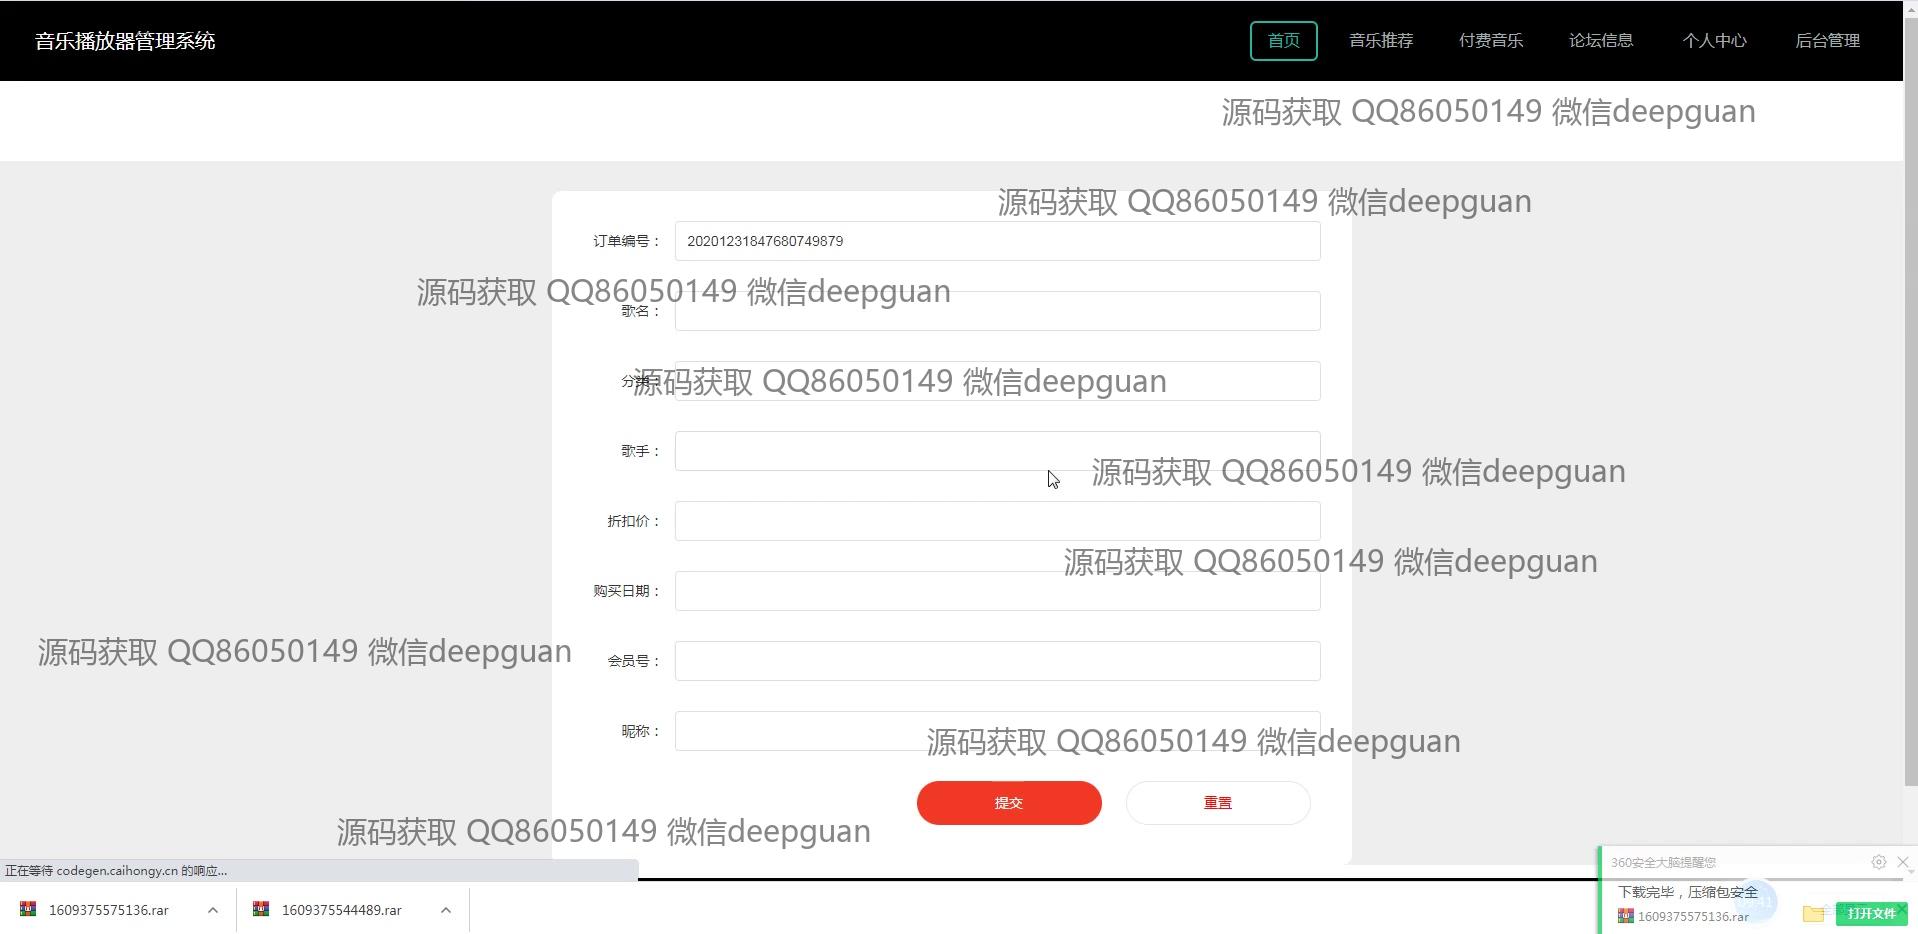 音乐播放器管理系统
首页 音乐推荐 付费音乐 论坛信息 个人中心 后台管理
源码获取 QQ86050149 微信deepguan
源码获取 QQ86050149 微信deepguan
订单编号： 20201231847680749879
源码获取 QQ86050149 微信deepguan
歌名：
分类：
源码获取 QQ86050149 微信deepguan
歌手：
源码获取 QQ86050149 微信deepguan
折扣价：
源码获取 QQ86050149 微信deepguan
购买日期：
源码获取 QQ86050149 微信deepguan
会员号：
昵称：
源码获取 QQ86050149 微信deepguan
提交 重置
源码获取 QQ86050149 微信deepguan
正在等待 codegen.caihongy.cn 的响应...
360安全大脑提醒您
下载完毕，压缩包安全
1609375575136.rar
打开文件
1609375575136.rar 1609375544489.rar